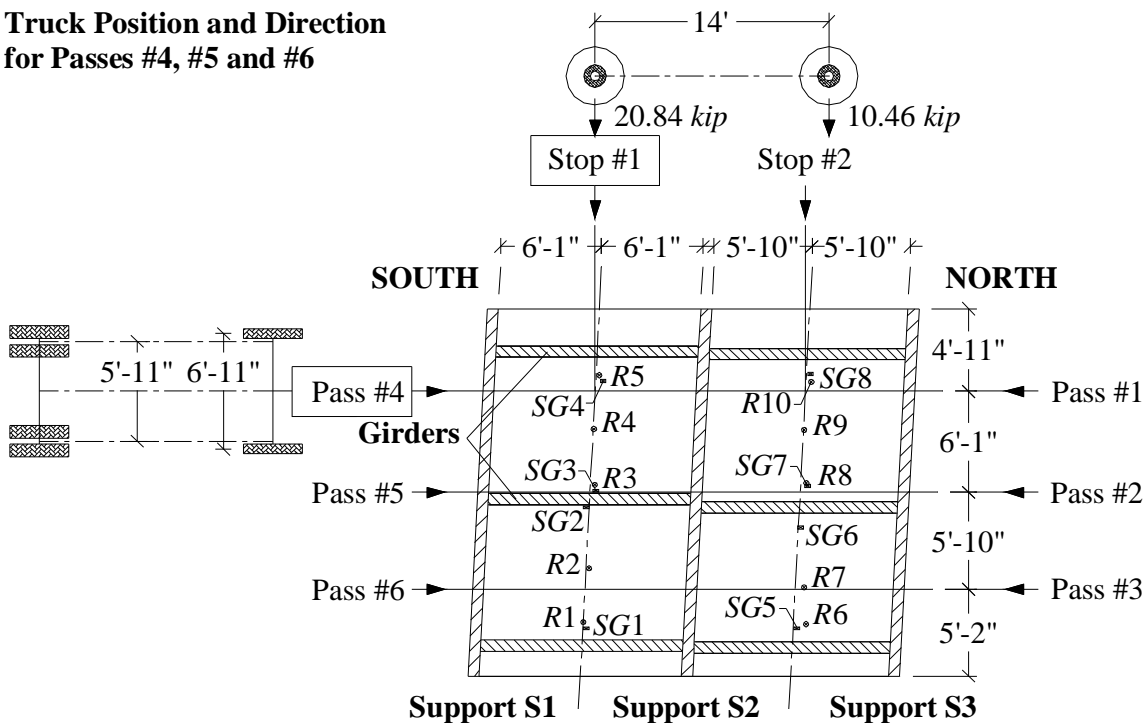 Truck Position and Direction
for Passes #4, #5 and #6
14'
20.84 kip
10.46 kip
Stop #1
Stop #2
6'-1"
6'-1"
5'-10"
5'-10"
SOUTH
NORTH
4'-11"
5'-11"
6'-11"
Pass #4
R5
SG4
SG8
R10
Pass #1
Girders
R4
R9
6'-1"
SG3
R3
SG7
R8
Pass #5
Pass #2
SG2
SG6
5'-10"
R2
Pass #6
R7
Pass #3
R1
SG1
SG5
R6
5'-2"
Support S1
Support S2
Support S3